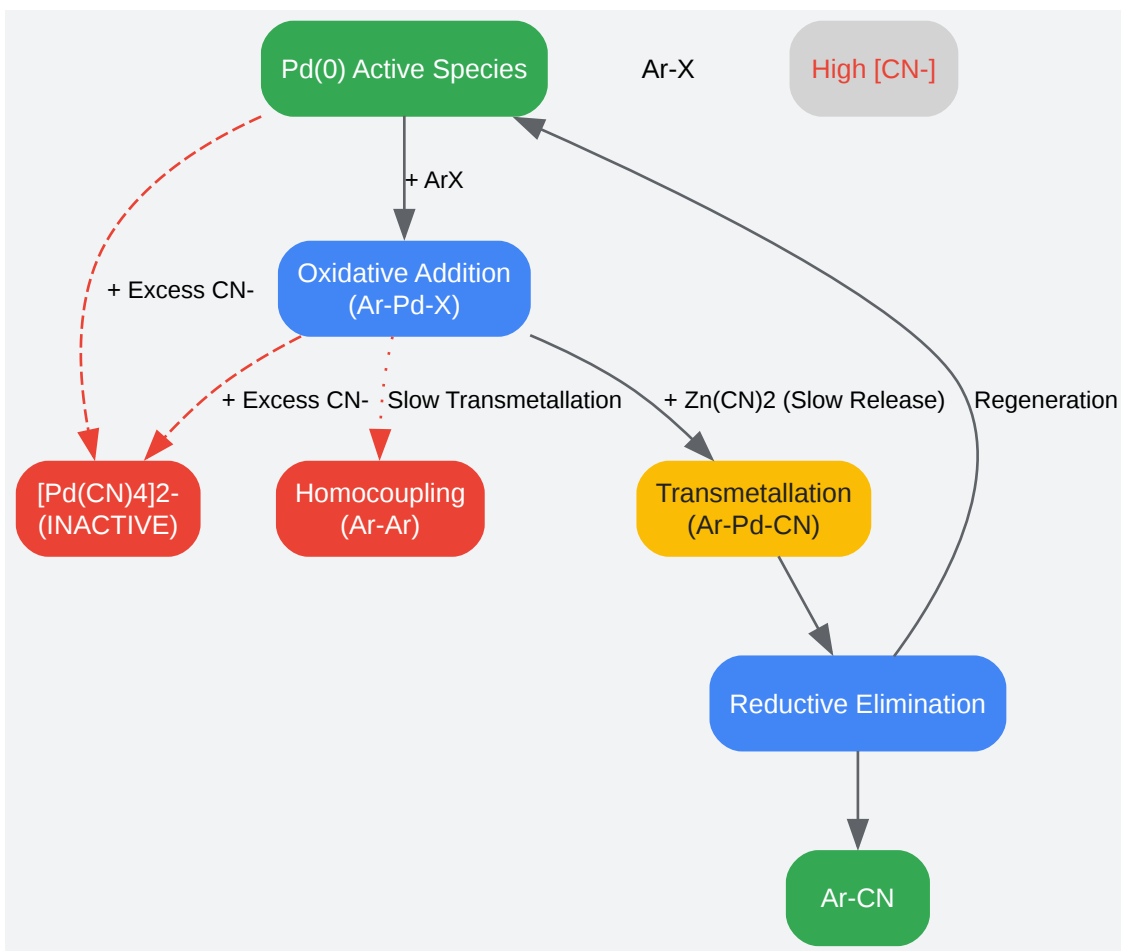 Pd(0) Active Species
Ar-X
High [CN-]
+ ArX
Oxidative Addition
(Ar-Pd-X)
+ Excess CN-
+ Excess CN-
Slow Transmetallation
+ Zn(CN)2 (Slow Release)
Regeneration
[Pd(CN)4]2-
(INACTIVE)
Homocoupling
(Ar-Ar)
Transmetallation
(Ar-Pd-CN)
Reductive Elimination
Ar-CN